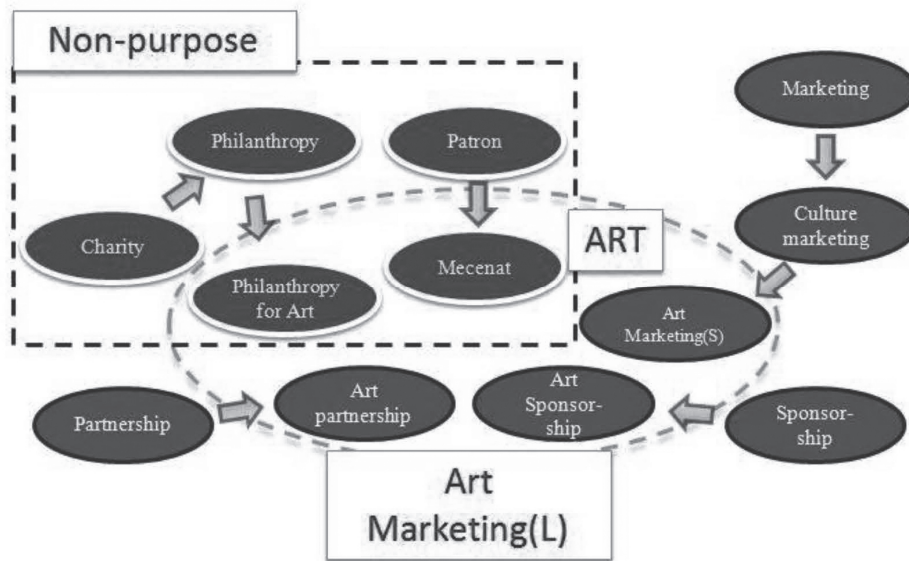 Non-purpose
Philanthropy
Patron
Marketing
Charity
ART
Culture
marketing
Philanthropy
for Art
Mecenat
Art
Marketing(S)
Partnership
Art
partnership
Art
Sponsor-
ship
Sponsor-
ship
Art
Marketing(L)